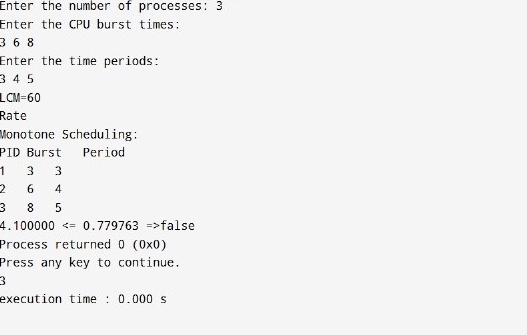 Enter the number of processes: 3
Enter the CPU burst times:
3 6 8
Enter the time periods:
3 4 5
LCM=60
Rate
Monotone Scheduling:
PID Burst   Period
1   3   3
2   6   4
3   8   5
4.100000 <= 0.779763 =>false
Process returned 0 (0x0)
Press any key to continue.
3
execution time : 0.000 s